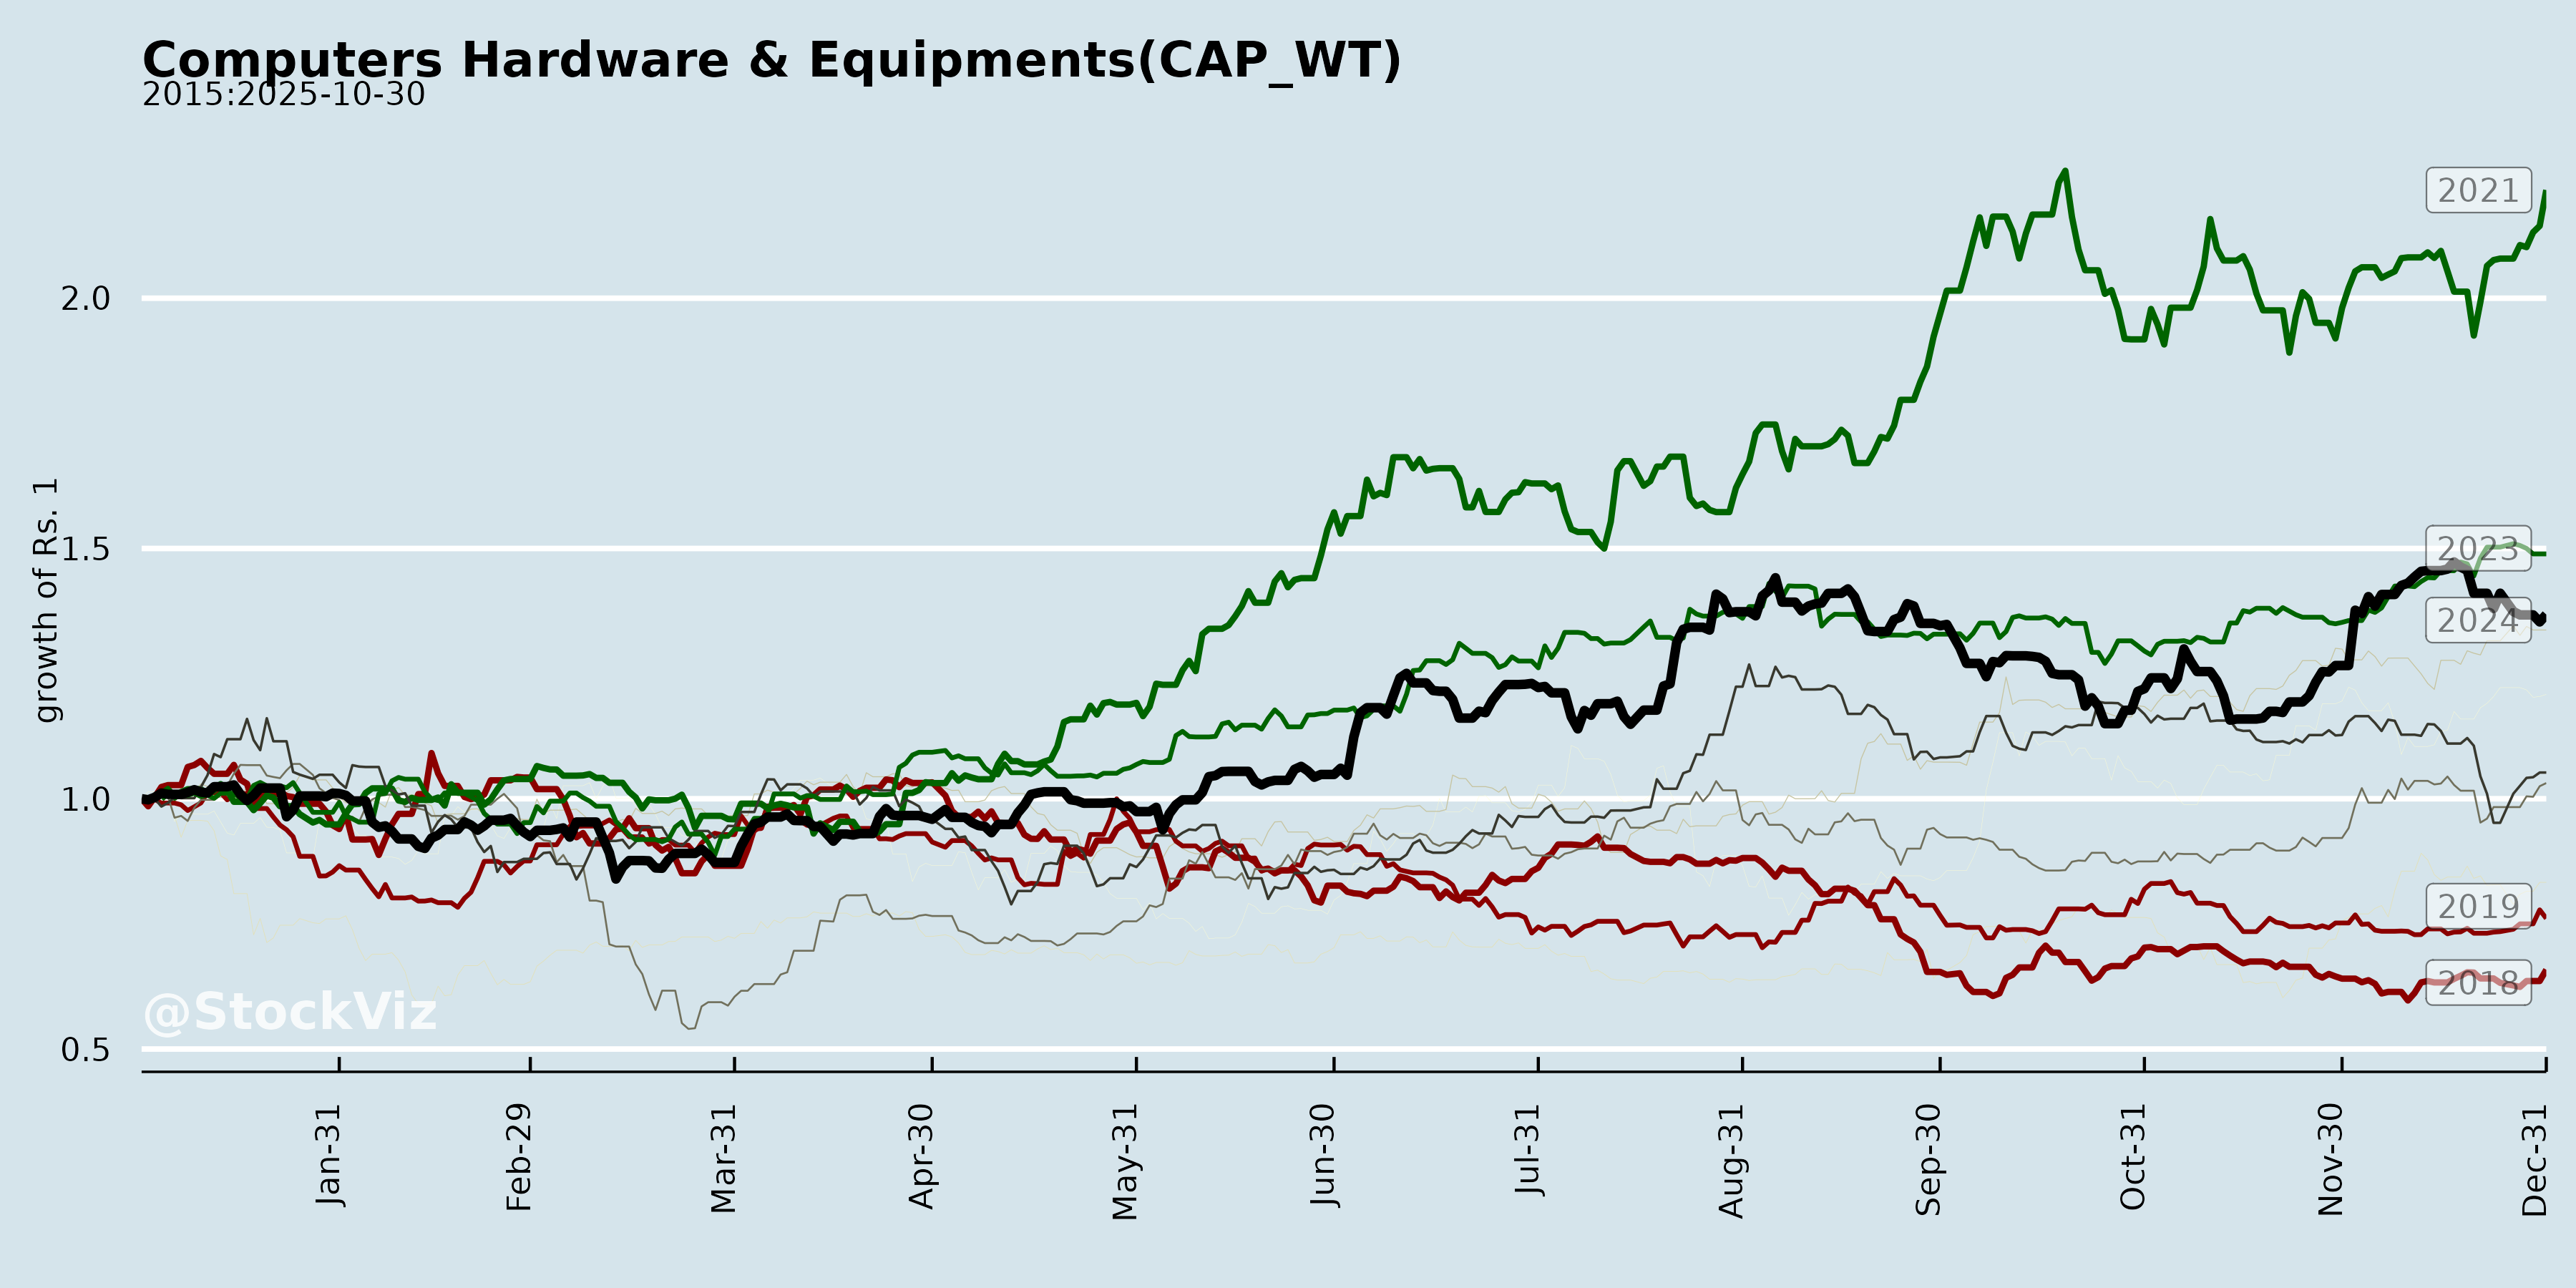 Computers Hardware & Equipments(CAP_WT)
2015:2025-10-30
growth of Rs. 1
2.0
1.5
1.0
0.5
2021
2023
2024
2019
2018
@StockViz
Jan-31
Feb-29
Mar-31
Apr-30
May-31
Jun-30
Jul-31
Aug-31
Sep-30
Oct-31
Nov-30
Dec-31